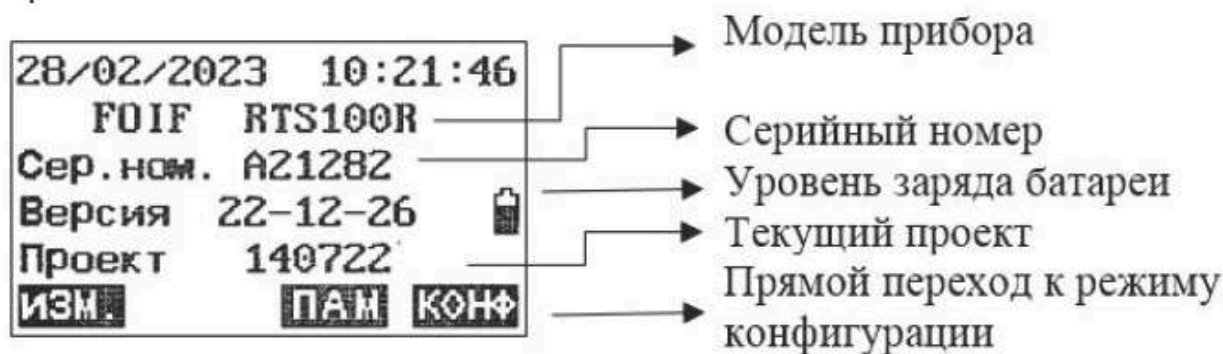 28/02/2023 10:21:46
FOIF RTS100R
Сер.ном. A21282
Версия 22-12-26
Проект 140722
ИЗМ. ПАМ КОНФ
Модель прибора
Серийный номер
Уровень заряда батареи
Текущий проект
Прямой переход к режиму
конфигурации